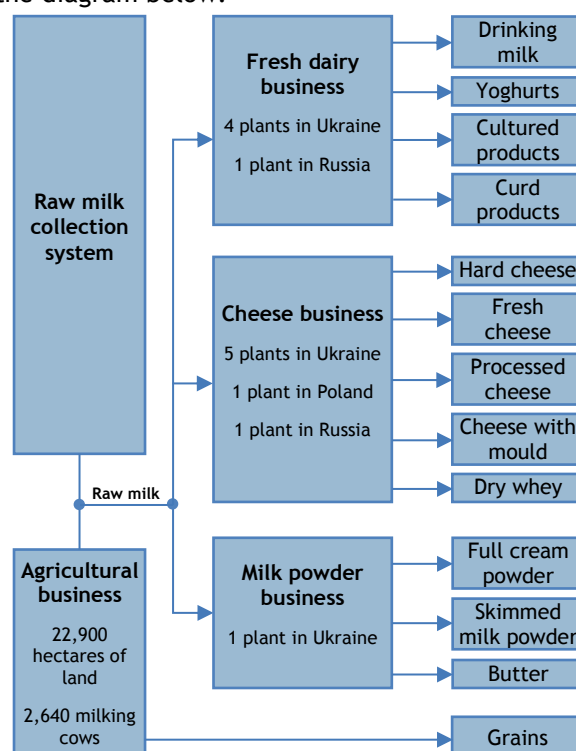 the diagram below.
Raw milk
collection
system
Fresh dairy
business
4 plants in Ukraine
1 plant in Russia
Drinking
milk
Yoghurts
Cultured
products
Curd
products
Cheese business
5 plants in Ukraine
1 plant in Poland
1 plant in Russia
Hard cheese
Fresh
cheese
Processed
cheese
Cheese with
mould
Dry whey
Raw milk
Agricultural
business
22,900
hectares of
land
2,640 milking
cows
Milk powder
business
1 plant in Ukraine
Full cream
powder
Skimmed
milk powder
Butter
Grains